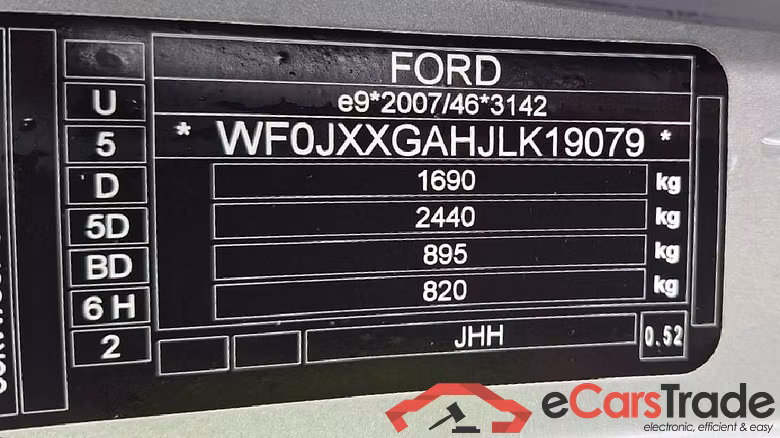 FORD
U
e9*2007/46*3142
5
* WF0JXXGAHJLK19079 *
D
1690 kg
5D
2440 kg
BD
895 kg
6 H
820 kg
2
JHH
0.52
eCarsTrade
electronic, efficient & easy